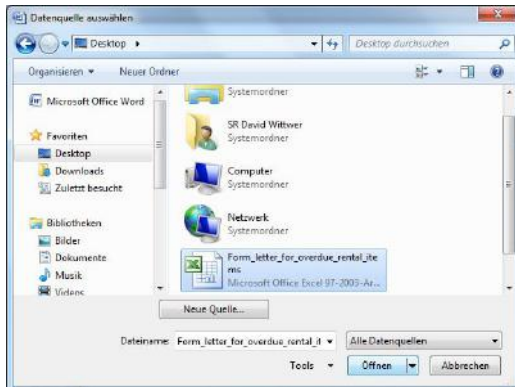 Datenquelle auswählen
Desktop
Desktop durchsuchen
Organisieren
Neuer Ordner
Microsoft Office Word
Favoriten
Desktop
Downloads
Zuletzt besucht
Bibliotheken
Bilder
Dokumente
Musik
Videos
Systemordner
SR David Wittwer
Systemordner
Computer
Systemordner
Netzwerk
Systemordner
Form_letter_for_overdue_rental_ite
ms
Microsoft Office Excel 97-2003-Ar...
Neue Quelle...
Dateiname: Form_letter_for_overdue_rental_it
Alle Datenquellen
Tools
Öffnen
Abbrechen